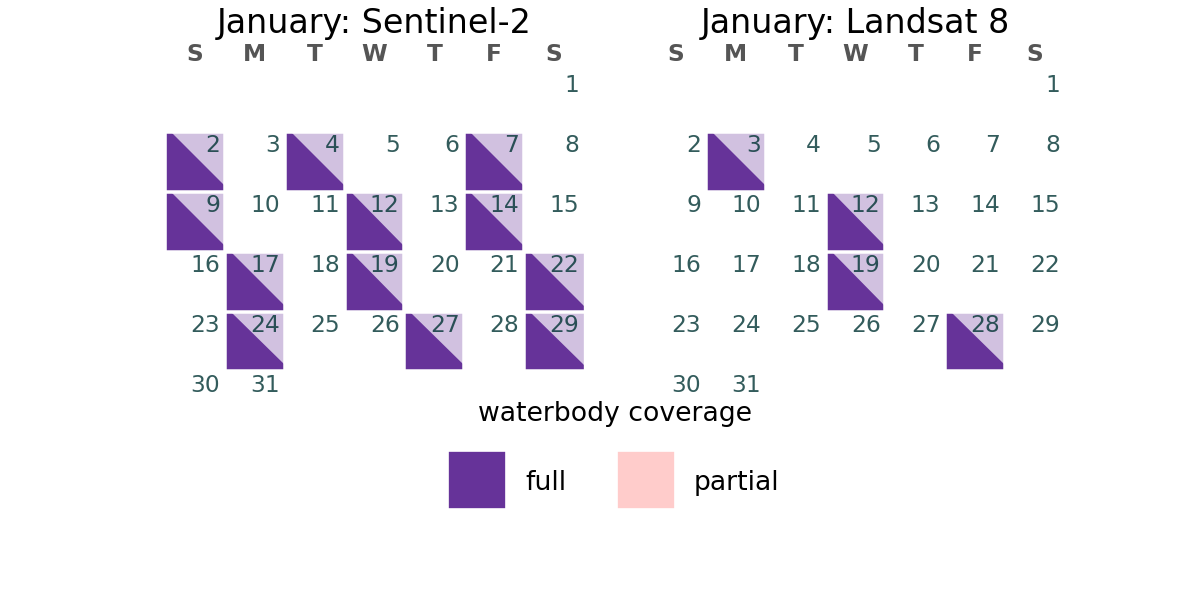 January: Sentinel-2
S M T W T F S
1
2 3 4 5 6 7 8
9 10 11 12 13 14 15
16 17 18 19 20 21 22
23 24 25 26 27 28 29
30 31
January: Landsat 8
S M T W T F S
1
2 3 4 5 6 7 8
9 10 11 12 13 14 15
16 17 18 19 20 21 22
23 24 25 26 27 28 29
30 31
waterbody coverage
full partial